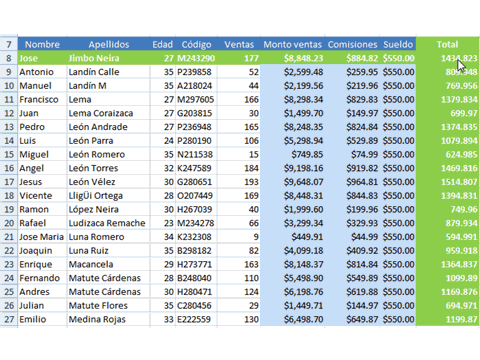 7 Nombre Apellidos Edad Código Ventas Monto ventas Comisiones Sueldo Total
8 Jose Jimbo Neira 27 M243290 177 $8,848.23 $884.82 $550.00
9 Antonio Landín Calle 35 P239858 52 $2,599.48 $259.95 $550.00
10 Manuel Landín M 35 A218024 44 $2,199.56 $219.96 $550.00 769.956
11 Francisco Lema 27 M297605 166 $8,298.34 $829.83 $550.00 1379.834
12 Juan Lema Coraizaca 27 G203815 30 $1,499.70 $149.97 $550.00 699.97
13 Pedro León Andrade 27 P236948 165 $8,248.35 $824.84 $550.00 1374.835
14 Luis León Parra 24 P280190 106 $5,298.94 $529.89 $550.00 1079.894
15 Miguel León Romero 35 N211538 15 $749.85 $74.99 $550.00 624.985
16 Angel León Torres 32 K247589 184 $9,198.16 $919.82 $550.00 1469.816
17 Jesus León Vélez 30 G280651 193 $9,648.07 $964.81 $550.00 1514.807
18 Vicente LligÜi Ortega 28 O207449 169 $8,448.31 $844.83 $550.00 1394.831
19 Ramon López Neira 30 H267039 40 $1,999.60 $199.96 $550.00 749.96
20 Rafael Ludizaca Remache 23 M234278 66 $3,299.34 $329.93 $550.00 879.934
21 Jose Maria Luna Romero 34 K232308 9 $449.91 $44.99 $550.00 594.991
22 Joaquin Luna Ruiz 35 B298182 82 $4,099.18 $409.92 $550.00 959.918
23 Enrique Macancela 29 H273771 163 $8,148.37 $814.84 $550.00 1364.837
24 Fernando Matute Cárdenas 28 B248040 110 $5,498.90 $549.89 $550.00 1099.89
25 Andres Matute Cárdenas 30 H280471 124 $6,198.76 $619.88 $550.00 1169.876
26 Julian Matute Flores 35 C280456 29 $1,449.71 $144.97 $550.00 694.971
27 Emilio Medina Rojas 33 E222559 130 $6,498.70 $649.87 $550.00 1199.87